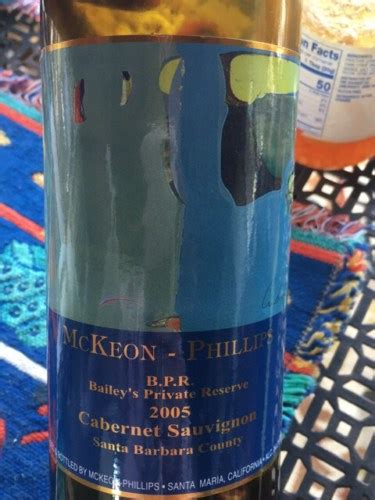 n Facts
50
McKEON - PHILLIPS
B.P.R.
Bailey's Private Reserve
2005
Cabernet Sauvignon
Santa Barbara County
BOTTLED BY McKEON-PHILLIPS • SANTA MARIA, CALIFORNIA